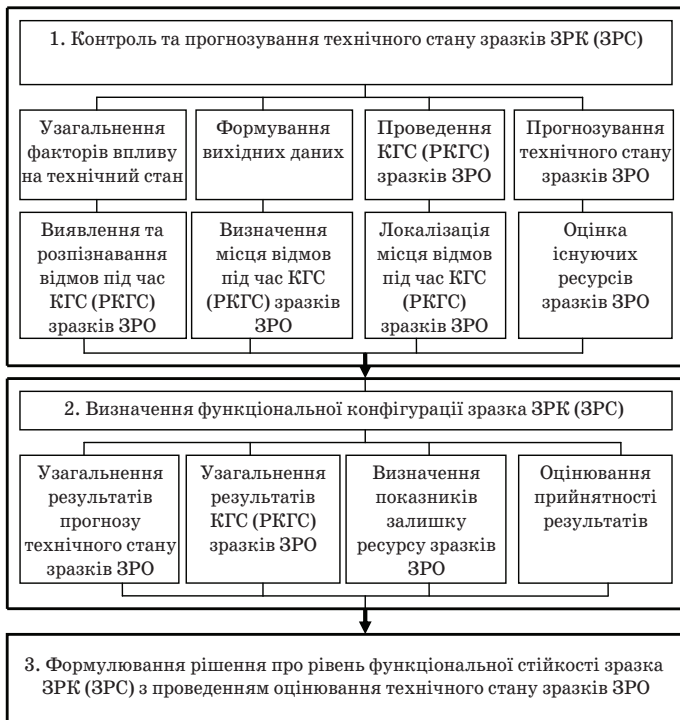 1. Контроль та прогнозування технічного стану зразків ЗРК (ЗРС)
Узагальнення
факторів впливу
на технічний стан
Формування
вихідних даних
Проведення
КГС (РКГС)
зразків ЗРО
Прогнозування
технічного стану
зразків ЗРО
Виявлення та
розпізнавання
відмов під час
КГС (РКГС)
зразків ЗРО
Визначення
місця відмов
під час КГС
(РКГС) зразків
ЗРО
Локалізація
місця відмов
під час КГС
(РКГС)
зразків ЗРО
Оцінка
існуючих
ресурсів
зразків ЗРО
2. Визначення функціональної конфігурації зразка ЗРК (ЗРС)
Узагальнення
результатів
прогнозу
технічного стану
зразків ЗРО
Узагальнення
результатів
КГС (РКГС)
зразків ЗРО
Визначення
показників
залишку
ресурсу зразків
ЗРО
Оцінювання
прийнятності
результатів
3. Формулювання рішення про рівень функціональної стійкості зразка
ЗРК (ЗРС) з проведенням оцінювання технічного стану зразків ЗРО